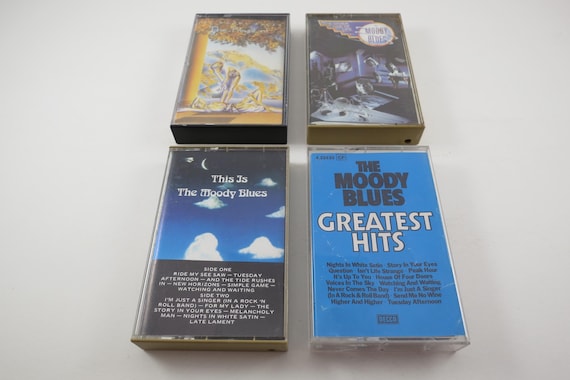 MOODY
BLUES
This Is
The Moody Blues
SIDE ONE
RIDE MY SEE SAW — TUESDAY
AFTERNOON — AND THE TIDE RUSHES
IN — NEW HORIZONS — SIMPLE GAME —
WATCHING AND WAITING
SIDE TWO
I'M JUST A SINGER (IN A ROCK 'N
ROLL BAND) — FOR MY LADY — THE
STORY IN YOUR EYES — MELANCHOLY
MAN — NIGHTS IN WHITE SATIN —
LATE LAMENT
THE
MOODY
BLUES
GREATEST
HITS
Nights In White Satin Story In Your Eyes
Question Isn't Life Strange Peak Hour
It's Up To You House Of Four Doors
Voices In The Sky Watching And Waiting
Never Comes The Day I'm Just A Singer
(In A Rock & Roll Band) Send Me No Wine
Higher And Higher Tuesday Afternoon
DECCA